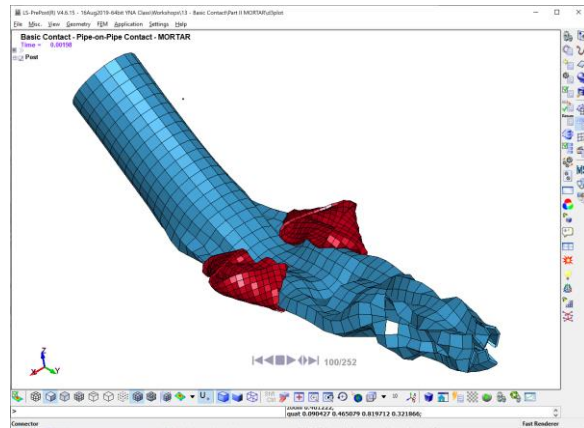 LS-PrePost(R) V4.6.15 - 16Aug2019-64bit YNA Class\Workshops\13 - Basic Contact\Part II MORTAR\d3plot
File Misc. View Geometry FEM Application Settings Help
Basic Contact - Pipe-on-Pipe Contact - MORTAR
Time = 0.00198
Post
Z
X
Y
100/252
>
quat 0.090427 0.465079 0.819712 0.321866;
Connector
Fast Renderer